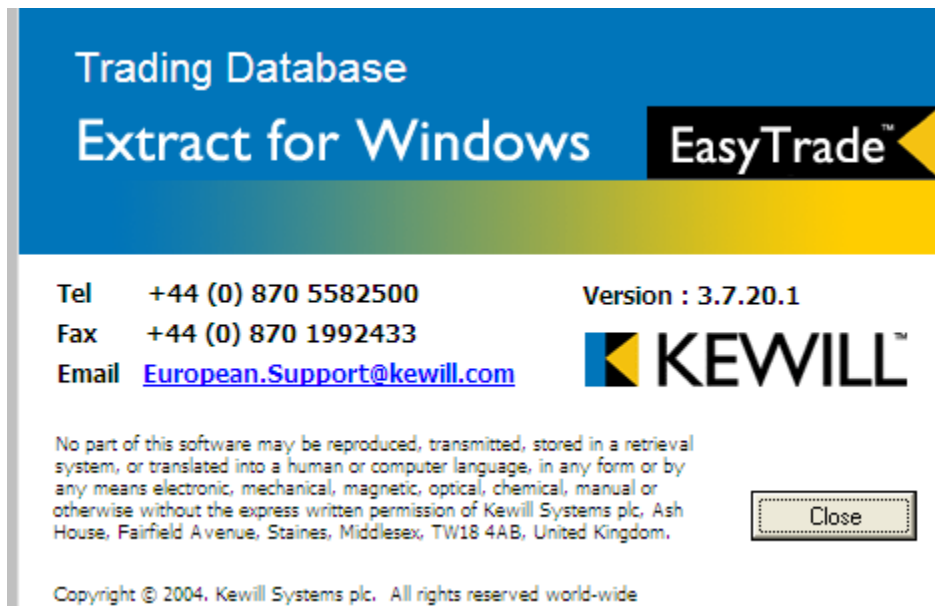 Trading Database
Extract for Windows
EasyTrade™
Tel +44 (0) 870 5582500
Version : 3.7.20.1
Fax +44 (0) 870 1992433
KEWILL™
Email European.Support@kewill.com
No part of this software may be reproduced, transmitted, stored in a retrieval
system, or translated into a human or computer language, in any form or by
any means electronic, mechanical, magnetic, optical, chemical, manual or
otherwise without the express written permission of Kewill Systems plc, Ash
House, Fairfield Avenue, Staines, Middlesex, TW18 4AB, United Kingdom.
Close
Copyright © 2004. Kewill Systems plc. All rights reserved world-wide